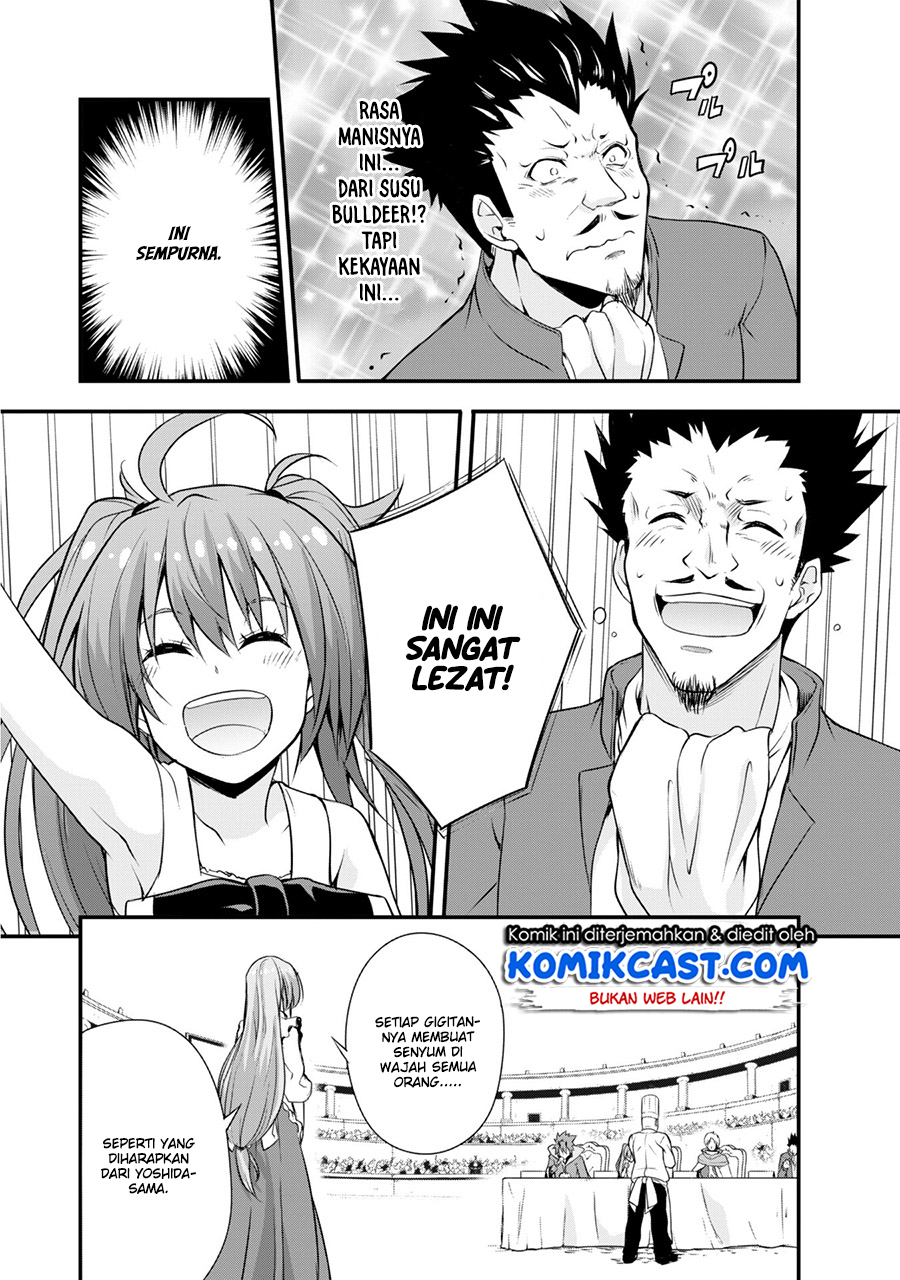 プル
プル
RASA
MANISNYA
INI...
DARI SUSU
BULLDEER!?
TAPI
KEKAYAAN
INI...
INI
SEMPURNA.
INI INI
SANGAT
LEZAT!
Komik ini diterjemahkan & diedit oleh
KOMIKCAST.COM
BUKAN WEB LAIN!!
SETIAP GIGITAN-
NYA MEMBUAT
SENYUM DI
WAJAH SEMUA
ORANG.....
SEPERTI YANG
DIHARAPKAN
DARI YOSHIDA-
SAMA.